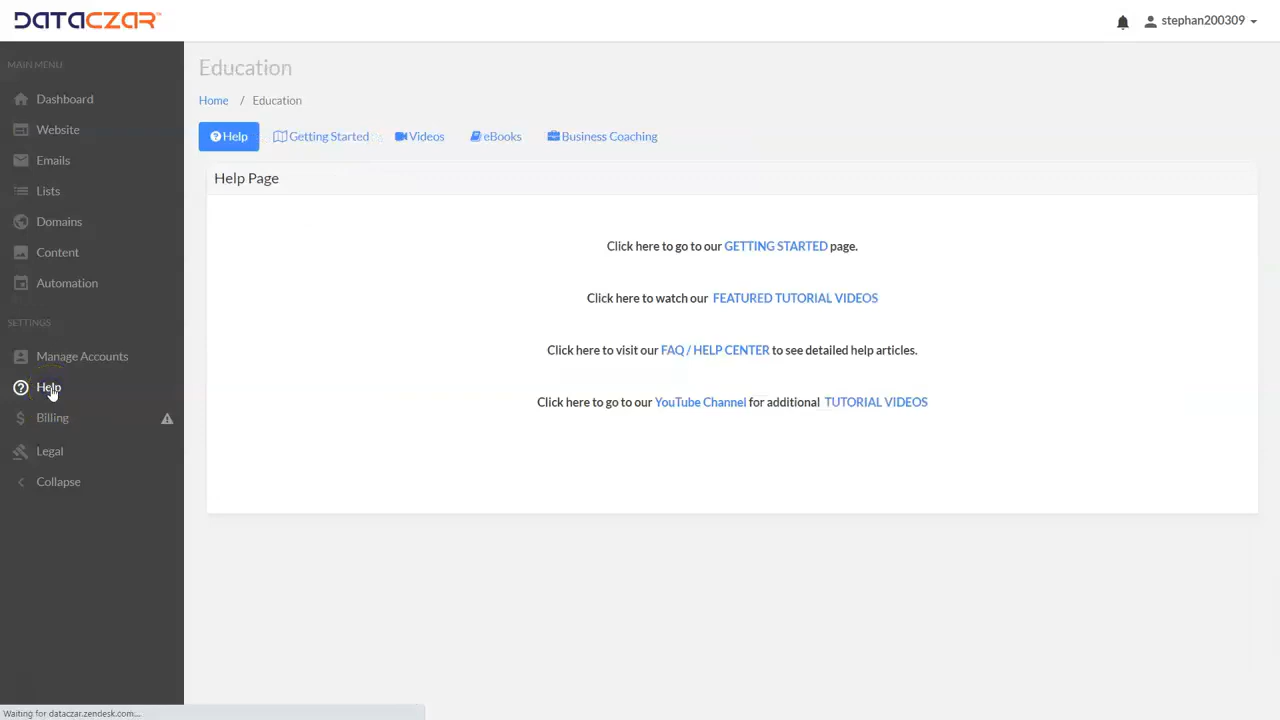 DATACZAR™
stephan200309
MAIN MENU
Dashboard
Website
Emails
Lists
Domains
Content
Automation
SETTINGS
Manage Accounts
Help
Billing
Legal
Collapse
Education
Home / Education
Help Getting Started Videos eBooks Business Coaching
Help Page
Click here to go to our GETTING STARTED page.
Click here to watch our FEATURED TUTORIAL VIDEOS
Click here to visit our FAQ / HELP CENTER to see detailed help articles.
Click here to go to our YouTube Channel for additional TUTORIAL VIDEOS
Waiting for dataczar.zendesk.com...